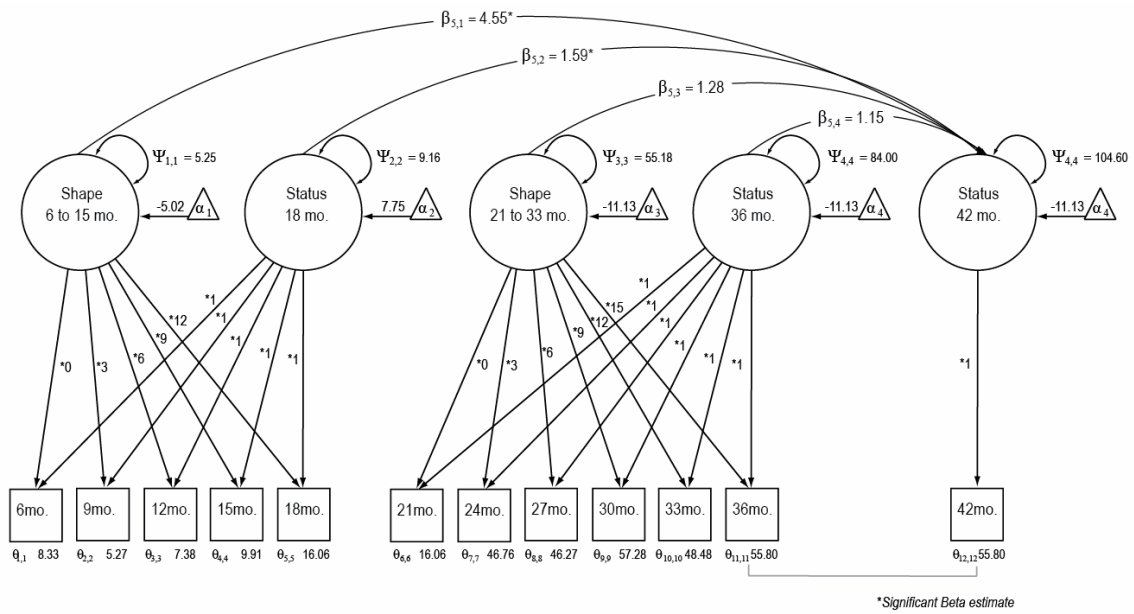 β5,1 = 4.55*
β5,2 = 1.59*
β5,3 = 1.28
β5,4 = 1.15
Ψ1,1 = 5.25
Ψ2,2 = 9.16
Ψ3,3 = 55.18
Ψ4,4 = 84.00
Ψ4,4 = 104.60
Shape
6 to 15 mo.
-5.02
α1
Status
18 mo.
7.75
α2
Shape
21 to 33 mo.
-11.13
α3
Status
36 mo.
-11.13
α4
Status
42 mo.
-11.13
α4
*0
*3
*6
*9
*12
*1
*1
*1
*1
*1
*0
*3
*6
*9
*12
*15
*1
*1
*1
*1
*1
*1
*1
6mo.
9mo.
12mo.
15mo.
18mo.
21mo.
24mo.
27mo.
30mo.
33mo.
36mo.
42mo.
θ1,1 8.33
θ2,2 5.27
θ3,3 7.38
θ4,4 9.91
θ5,5 16.06
θ6,6 16.06
θ7,7 46.76
θ8,8 46.27
θ9,9 57.28
θ10,10 48.48
θ11,11 55.80
θ12,12 55.80
*Significant Beta estimate